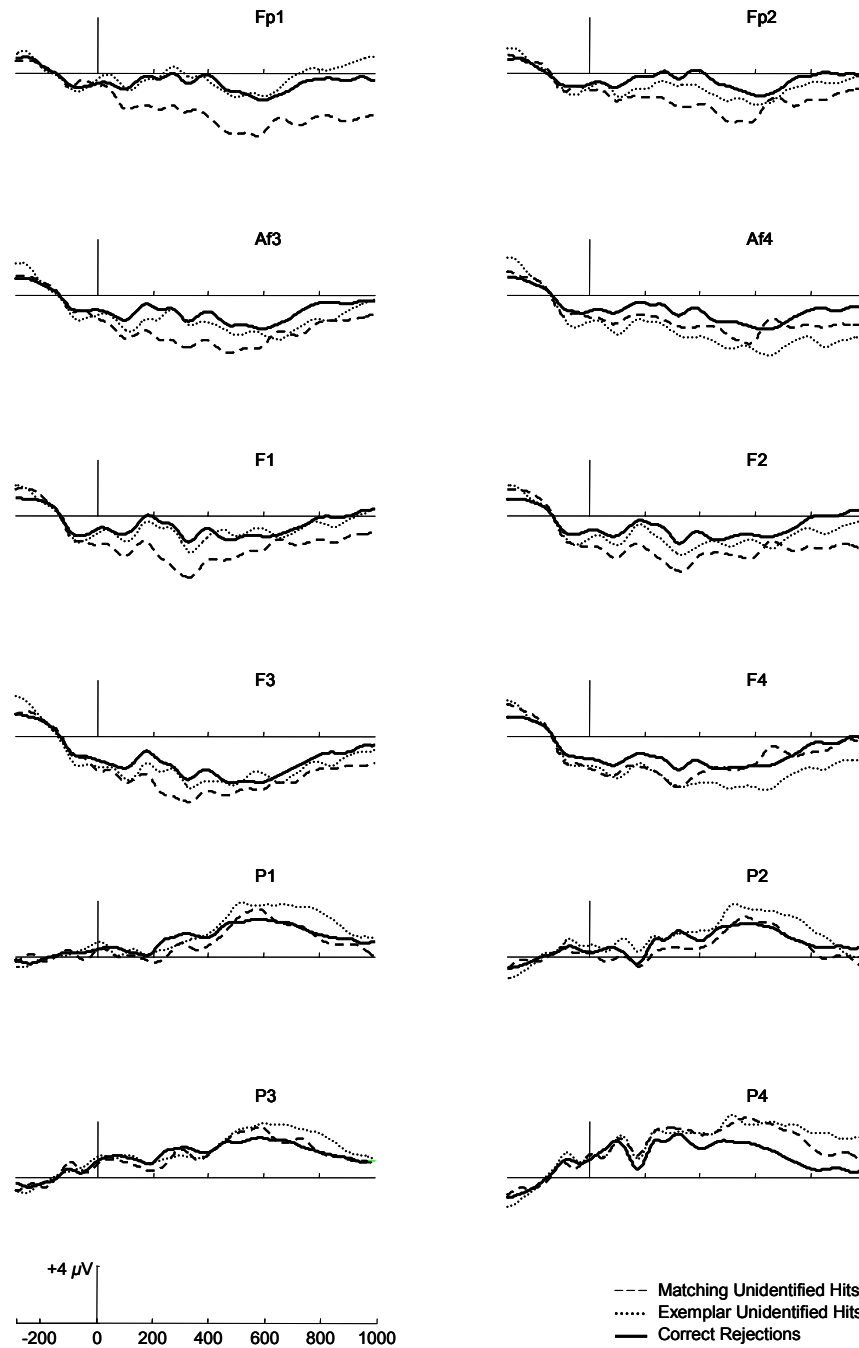 Fp1 Fp2
Af3 Af4
F1 F2
F3 F4
P1 P2
P3 P4
+4 µV
-200 0 200 400 600 800 1000
Matching Unidentified Hits
Exemplar Unidentified Hits
Correct Rejections